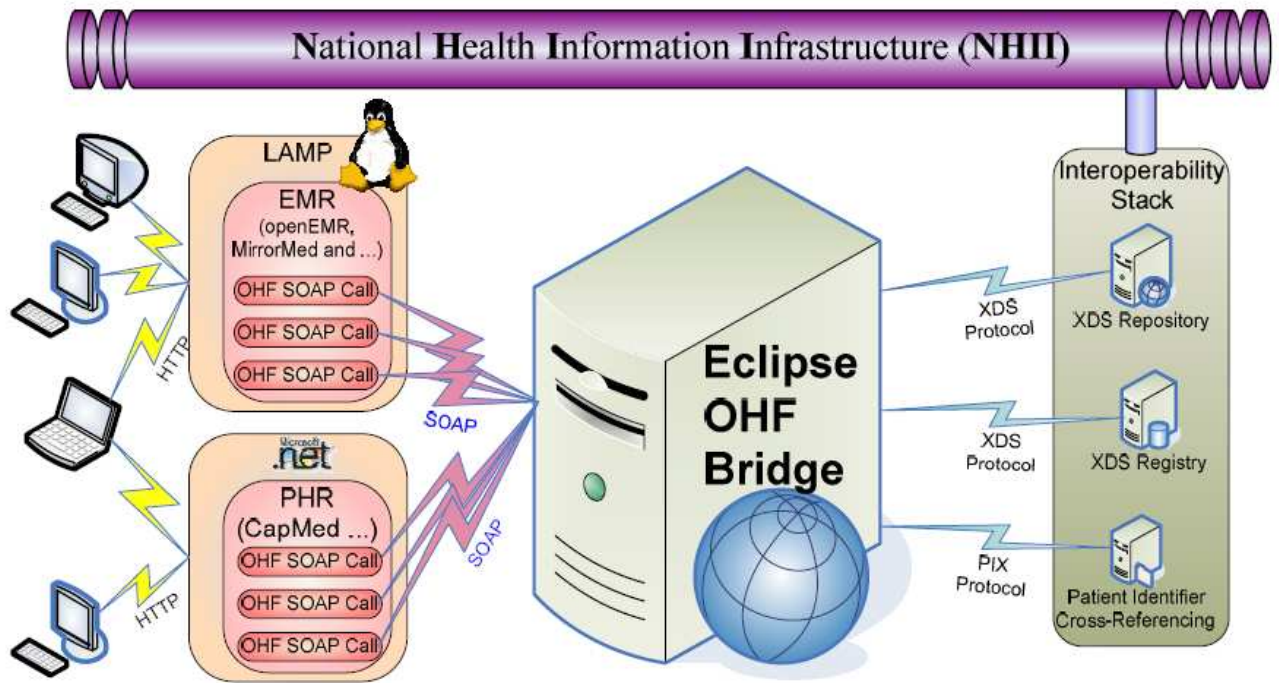 National Health Information Infrastructure (NHII)
LAMP
EMR
(openEMR,
MirrorMed and ...)
OHF SOAP Call
OHF SOAP Call
OHF SOAP Call
HTTP
SOAP
Microsoft
.net
PHR
(CapMed ...)
OHF SOAP Call
OHF SOAP Call
OHF SOAP Call
HTTP
SOAP
Eclipse
OHF
Bridge
XDS
Protocol
XDS
Protocol
PIX
Protocol
Interoperability
Stack
XDS Repository
XDS Registry
Patient Identifier
Cross-Referencing